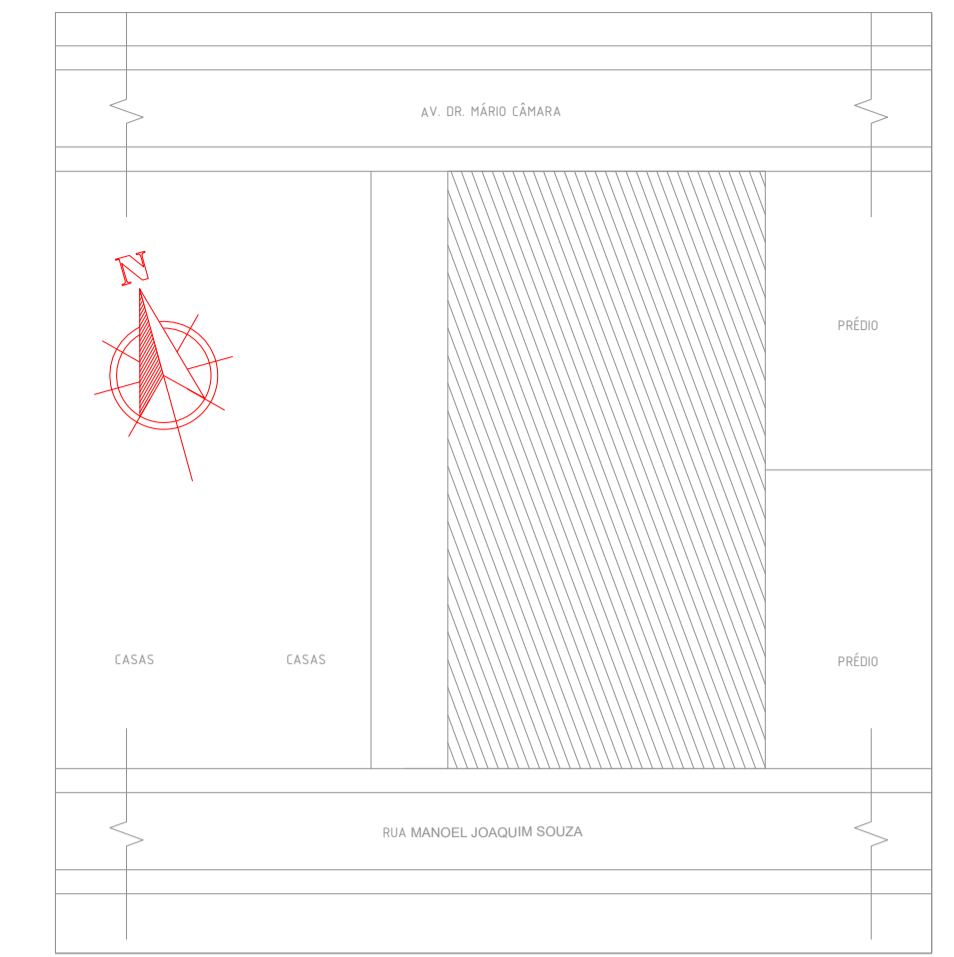 AV. DR. MÁRIO CÂMARA
N
PRÉDIO
CASAS
CASAS
PRÉDIO
RUA MANOEL JOAQUIM SOUZA